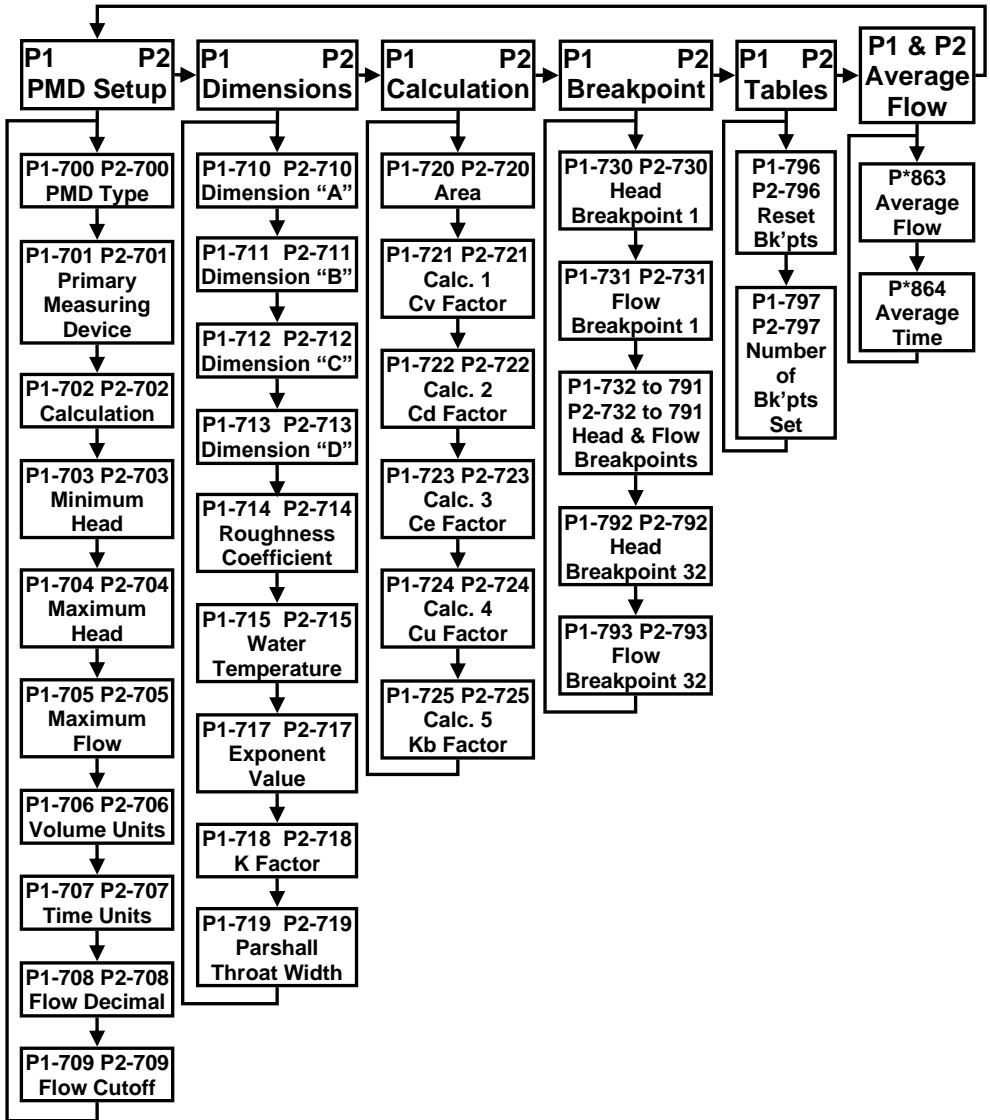 P1 P2
PMD Setup
P1-700 P2-700
PMD Type
P1-701 P2-701
Primary
Measuring
Device
P1-702 P2-702
Calculation
P1-703 P2-703
Minimum
Head
P1-704 P2-704
Maximum
Head
P1-705 P2-705
Maximum
Flow
P1-706 P2-706
Volume Units
P1-707 P2-707
Time Units
P1-708 P2-708
Flow Decimal
P1-709 P2-709
Flow Cutoff
P1 P2
Dimensions
P1-710 P2-710
Dimension “A”
P1-711 P2-711
Dimension “B”
P1-712 P2-712
Dimension “C”
P1-713 P2-713
Dimension “D”
P1-714 P2-714
Roughness
Coefficient
P1-715 P2-715
Water
Temperature
P1-717 P2-717
Exponent
Value
P1-718 P2-718
K Factor
P1-719 P2-719
Parshall
Throat Width
P1 P2
Calculation
P1-720 P2-720
Area
P1-721 P2-721
Calc. 1
Cv Factor
P1-722 P2-722
Calc. 2
Cd Factor
P1-723 P2-723
Calc. 3
Ce Factor
P1-724 P2-724
Calc. 4
Cu Factor
P1-725 P2-725
Calc. 5
Kb Factor
P1 P2
Breakpoint
P1-730 P2-730
Head
Breakpoint 1
P1-731 P2-731
Flow
Breakpoint 1
P1-732 to 791
P2-732 to 791
Head & Flow
Breakpoints
P1-792 P2-792
Head
Breakpoint 32
P1-793 P2-793
Flow
Breakpoint 32
P1 P2
Tables
P1-796
P2-796
Reset
Bk’pts
P1-797
P2-797
Number
of
Bk’pts
Set
P1 & P2
Average
Flow
P*863
Average
Flow
P*864
Average
Time